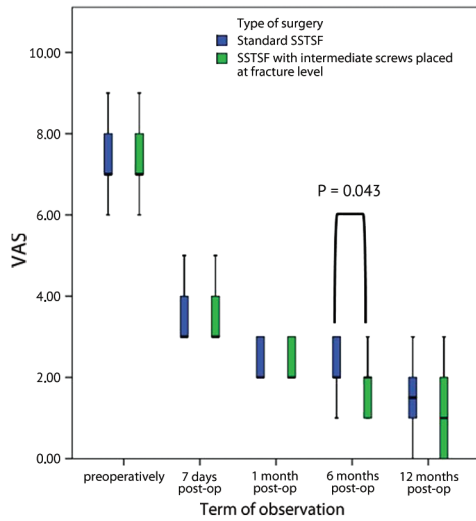 Type of surgery
Standard SSTSF
SSTSF with intermediate screws placed
at fracture level
10.00
8.00
6.00
4.00
2.00
0.00
VAS
P = 0.043
preoperatively
7 days
post-op
1 month
post-op
6 months
post-op
12 months
post-op
Term of observation